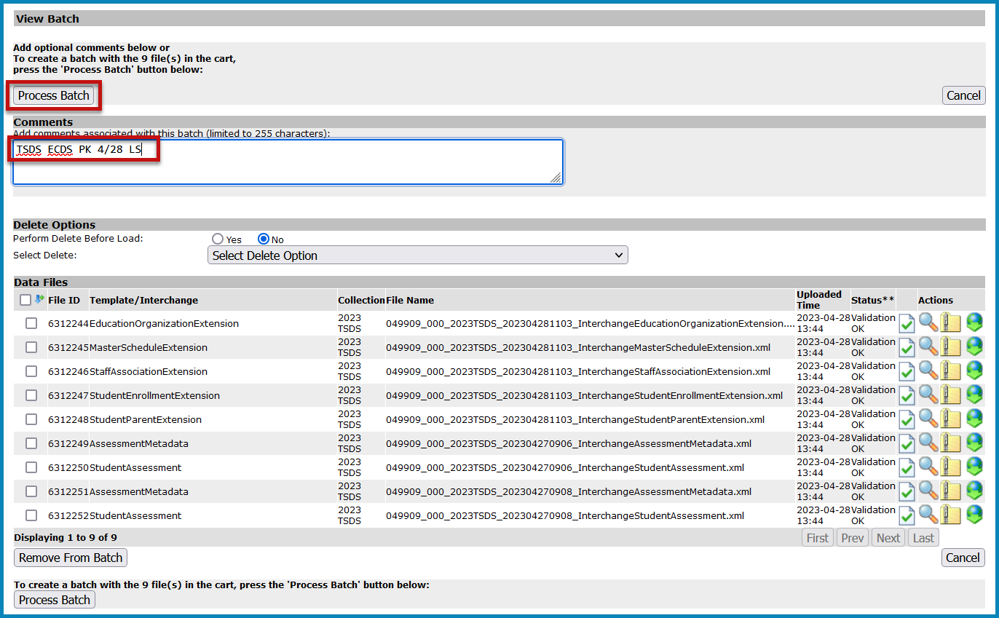 View Batch
Add optional comments below or
To create a batch with the 9 file(s) in the cart,
press the 'Process Batch' button below:
Process Batch
Cancel
Comments
Add comments associated with this batch (limited to 255 characters):
TSDS ECDS PK 4/28 LS
Delete Options
Perform Delete Before Load: Yes No
Select Delete: Select Delete Option
Data Files
File ID Template/Interchange Collection File Name Uploaded Time Status** Actions
6312244 EducationOrganizationExtension 2023 TSDS 049909_000_2023TSDS_202304281103_InterchangeEducationOrganizationExtension.... 2023-04-28 13:44 Validation OK
6312245 MasterScheduleExtension 2023 TSDS 049909_000_2023TSDS_202304281103_InterchangeMasterScheduleExtension.xml 2023-04-28 13:44 Validation OK
6312246 StaffAssociationExtension 2023 TSDS 049909_000_2023TSDS_202304281103_InterchangeStaffAssociationExtension.xml 2023-04-28 13:44 Validation OK
6312247 StudentEnrollmentExtension 2023 TSDS 049909_000_2023TSDS_202304281103_InterchangeStudentEnrollmentExtension.xml 2023-04-28 13:44 Validation OK
6312248 StudentParentExtension 2023 TSDS 049909_000_2023TSDS_202304281103_InterchangeStudentParentExtension.xml 2023-04-28 13:44 Validation OK
6312249 AssessmentMetadata 2023 TSDS 049909_000_2023TSDS_202304270906_InterchangeAssessmentMetadata.xml 2023-04-28 13:44 Validation OK
6312250 StudentAssessment 2023 TSDS 049909_000_2023TSDS_202304270906_InterchangeStudentAssessment.xml 2023-04-28 13:44 Validation OK
6312251 AssessmentMetadata 2023 TSDS 049909_000_2023TSDS_202304270908_InterchangeAssessmentMetadata.xml 2023-04-28 13:44 Validation OK
6312252 StudentAssessment 2023 TSDS 049909_000_2023TSDS_202304270908_InterchangeStudentAssessment.xml 2023-04-28 13:44 Validation OK
Displaying 1 to 9 of 9 First Prev Next Last
Remove From Batch Cancel
To create a batch with the 9 file(s) in the cart, press the 'Process Batch' button below:
Process Batch